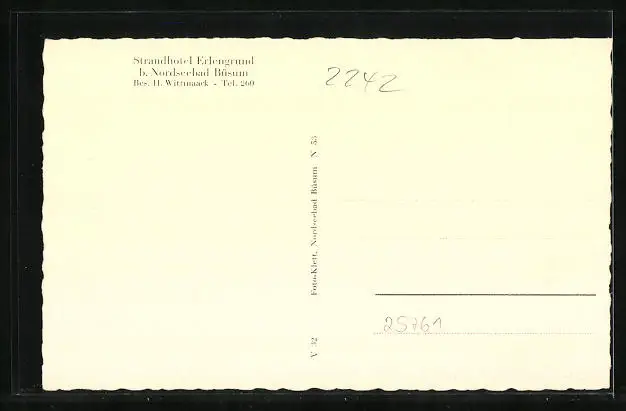 Strandhotel Erlengrund
b. Nordseebad Büsum
Bes. H. Wittmaack - Tel. 260
2242
Foto-Klett, Nordseebad Büsum N 53
V 32
25761